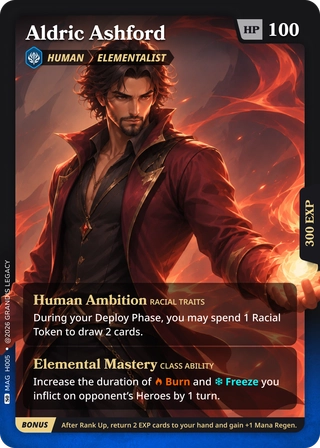 Aldric Ashford
HP 100
HUMAN
ELEMENTALIST
300 EXP
Human Ambition RACIAL TRAITS
During your Deploy Phase, you may spend 1 Racial
Token to draw 2 cards.
Elemental Mastery CLASS ABILITY
Increase the duration of Burn and Freeze you
inflict on opponent's Heroes by 1 turn.
MAG H005 • @2026 GRANDIS LEGACY
BONUS
After Rank Up, return 2 EXP cards to your hand and gain +1 Mana Regen.